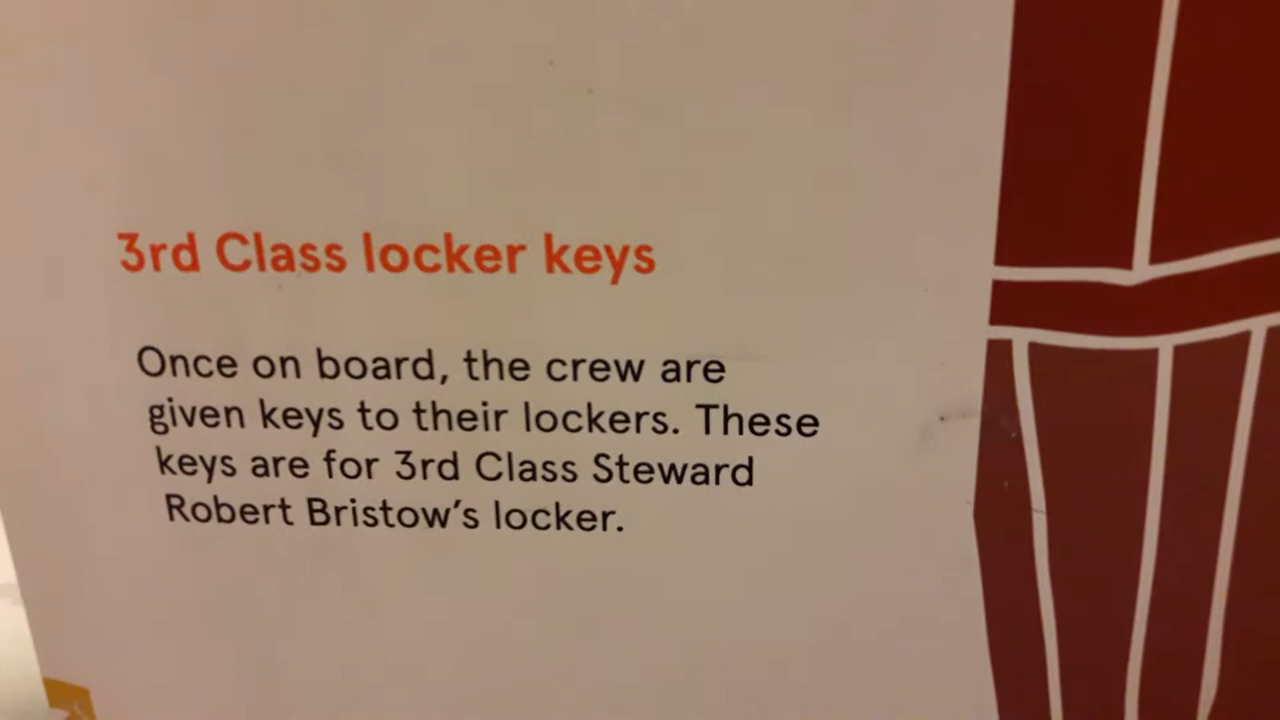 3rd Class locker keys
Once on board, the crew are
given keys to their lockers. These
keys are for 3rd Class Steward
Robert Bristow’s locker.